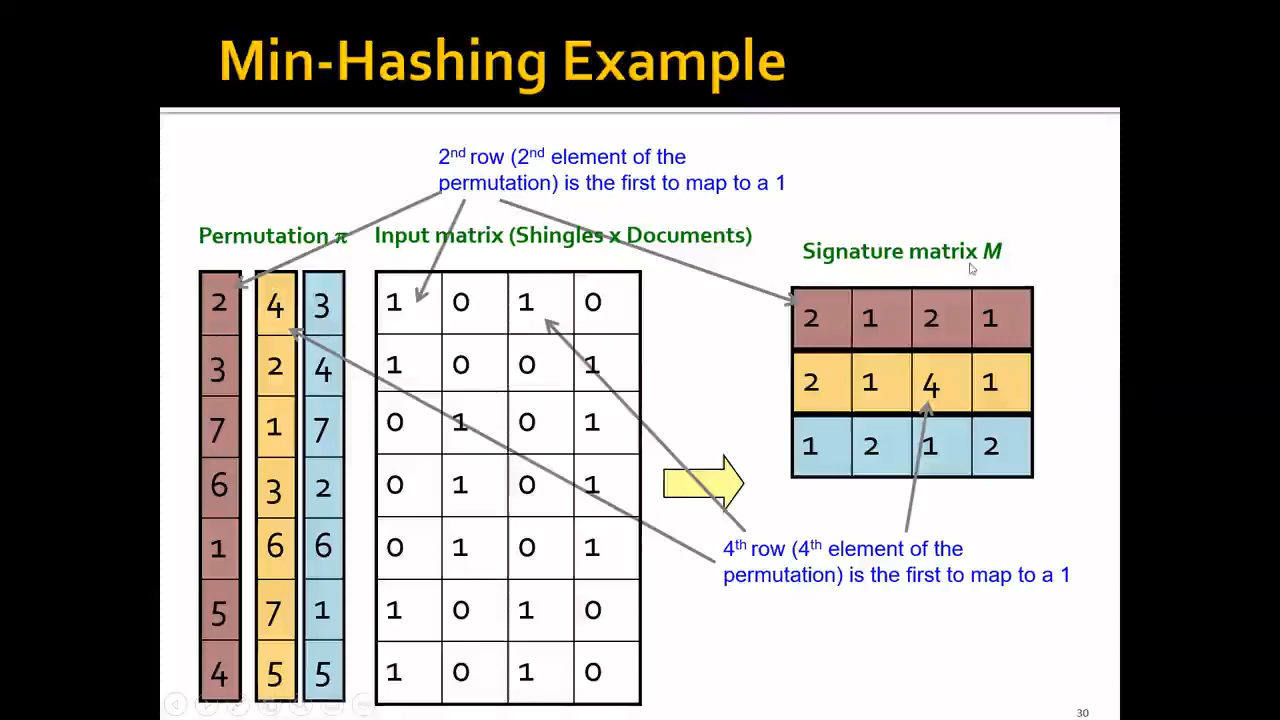 Min-Hashing Example
2nd row (2nd element of the
permutation) is the first to map to a 1
Permutation π
Input matrix (Shingles x Documents)
Signature matrix M
2 4 3 1 0 1 0
3 2 4 1 0 0 1
7 1 7 0 1 0 1
6 3 2 0 1 0 1
1 6 6 0 1 0 1
5 7 1 1 0 1 0
4 5 5 1 0 1 0
2 1 2 1
2 1 4 1
1 2 1 2
4th row (4th element of the
permutation) is the first to map to a 1
30